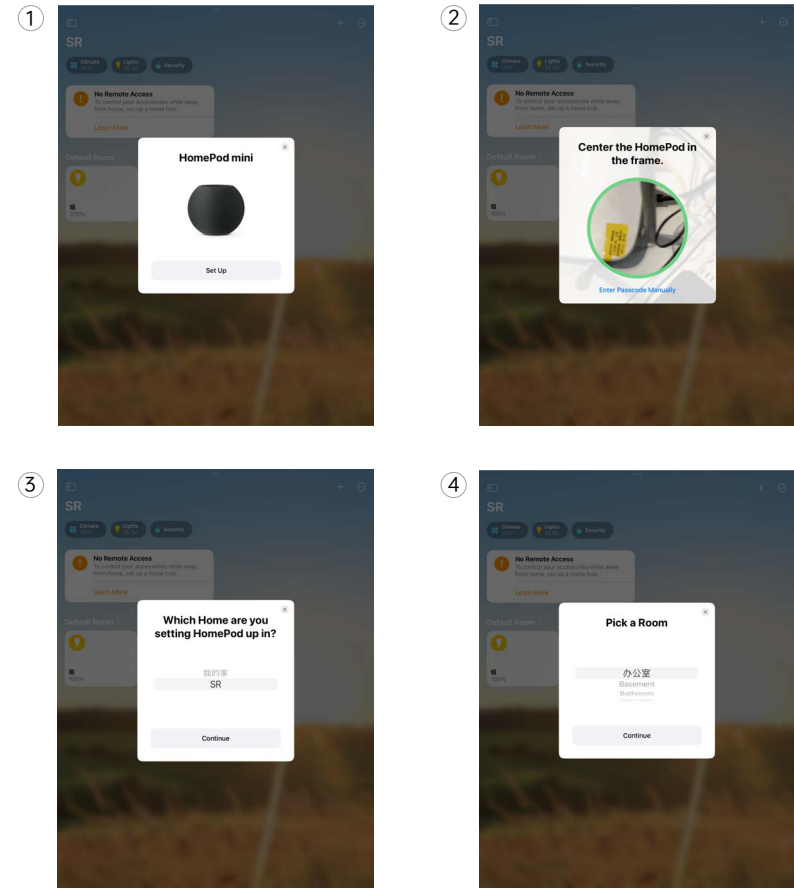 1
SR
Climate
Lights
Security
No Remote Access
To control your accessories while away
from home, set up a home hub.
Learn More
Default Room
HomePod mini
100%
Set Up
2
SR
Climate
Lights
Security
No Remote Access
To control your accessories while away
from home, set up a home hub.
Learn More
Default Room
Center the HomePod in
the frame.
100%
Enter Passcode Manually
3
SR
Climate
Lights
Security
No Remote Access
To control your accessories while away
from home, set up a home hub.
Learn More
Default Room
Which Home are you
setting HomePod up in?
100%
我的家
SR
Continue
4
SR
Climate
Lights
Security
No Remote Access
To control your accessories while away
from home, set up a home hub.
Learn More
Default Room
Pick a Room
100%
办公室
Basement
Bathroom
Continue